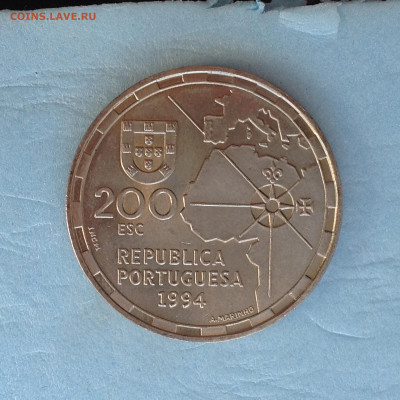 COINS.LAVE.RU
200
ESC
REPUBLICA
PORTUGUESA
1994
A. MARINHO